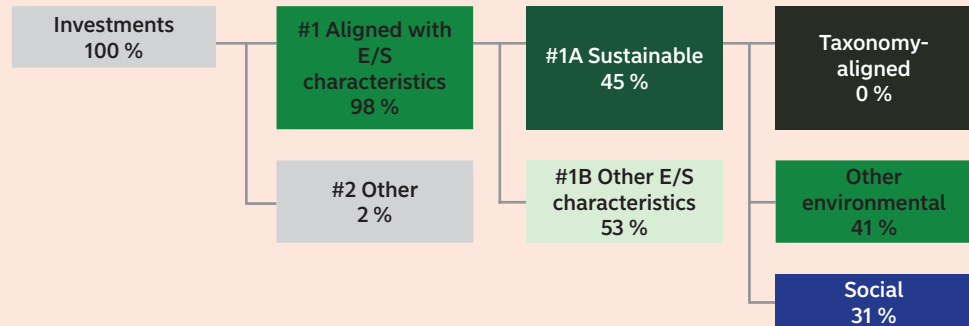 Investments
100 %
#1 Aligned with
E/S
characteristics
98 %
#2 Other
2 %
#1A Sustainable
45 %
#1B Other E/S
characteristics
53 %
Taxonomy-
aligned
0 %
Other
environmental
41 %
Social
31 %